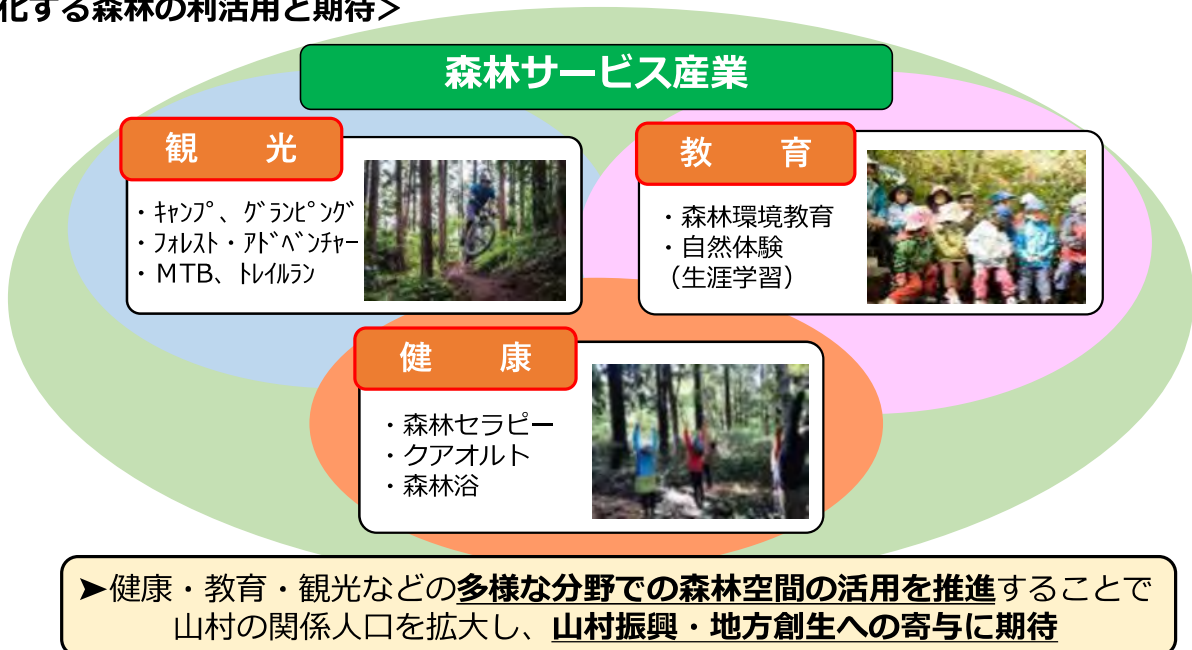 化する森林の利活用と期待＞
森林サービス産業
観　光
・ｷｬﾝﾌﾟ、ｸﾞﾗﾝﾋﾟﾝｸﾞ
・ﾌｫﾚｽﾄ・ｱﾄﾞﾍﾞﾝﾁｬｰ
・MTB、ﾄﾚｲﾙﾗﾝ
教　育
・森林環境教育
・自然体験
（生涯学習）
健　康
・森林セラピー
・クアオルト
・森林浴
➤健康・教育・観光などの多様な分野での森林空間の活用を推進することで
山村の関係人口を拡大し、山村振興・地方創生への寄与に期待